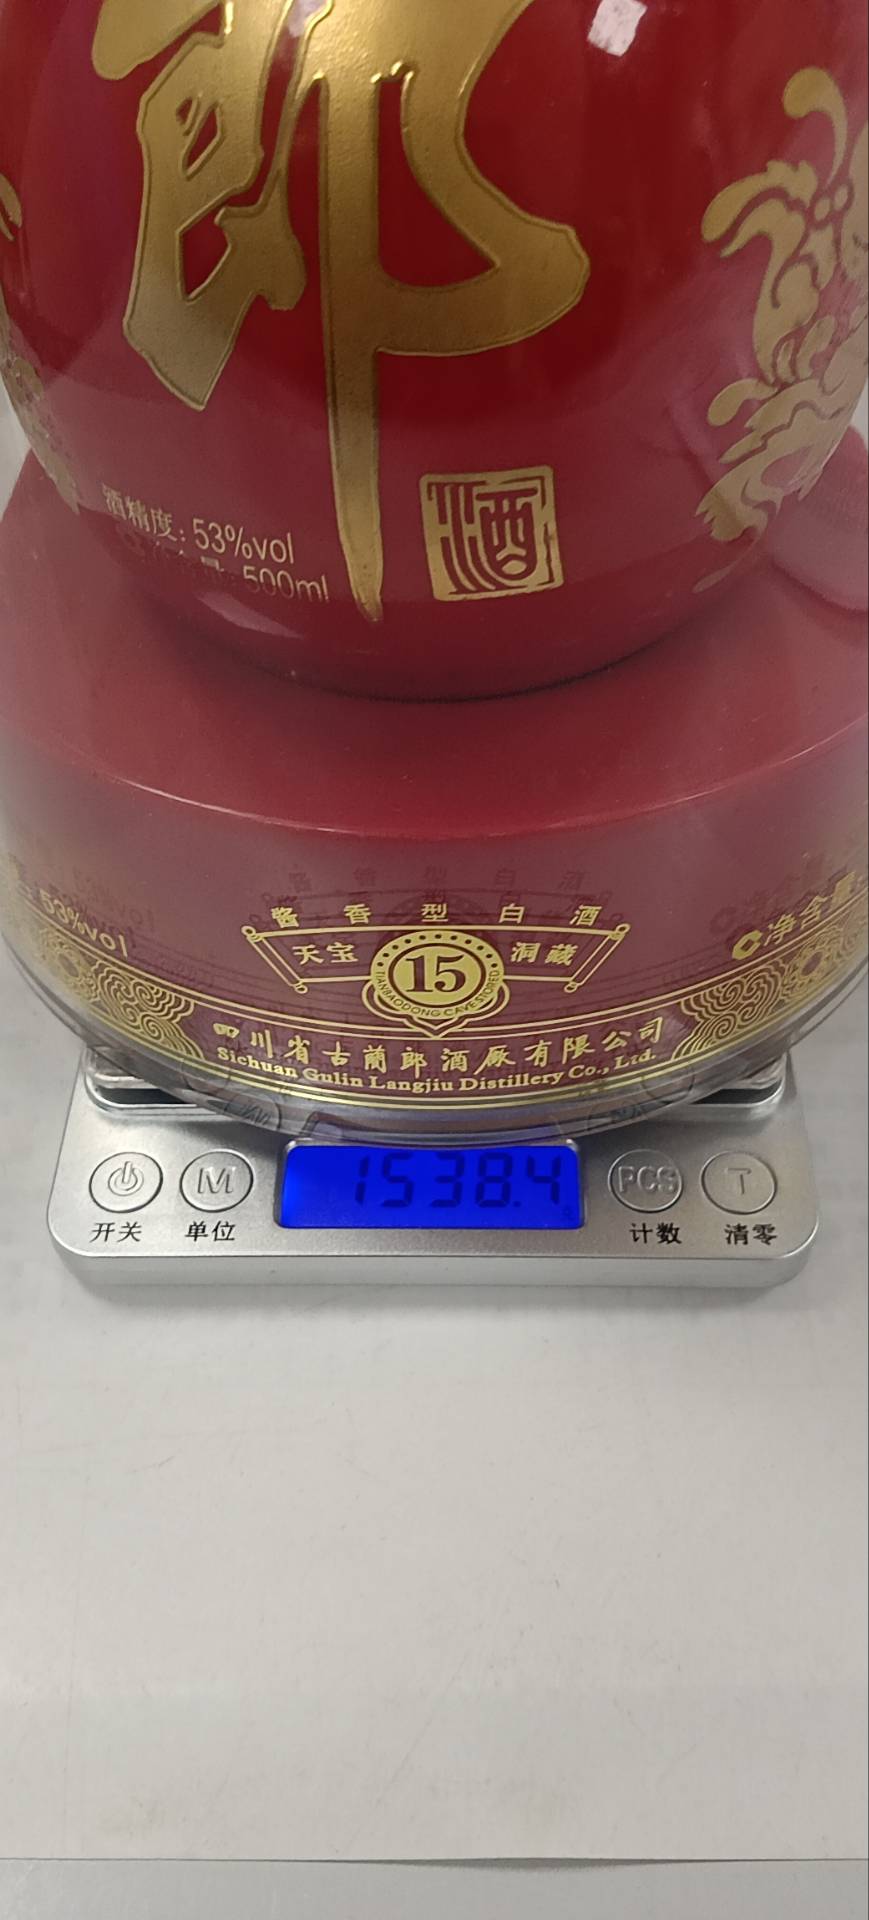 郎
酒
酒精度: 53%vol
500ml
酱香型白酒
53%vol
天宝 15 洞藏
净含量
TIANBAODONG CAVE STORED
四川省古蔺郎酒厂有限公司
Sichuan Gulin Langjiu Distillery Co., Ltd.
M 1538.4 PCS T
开关 单位 计数 清零